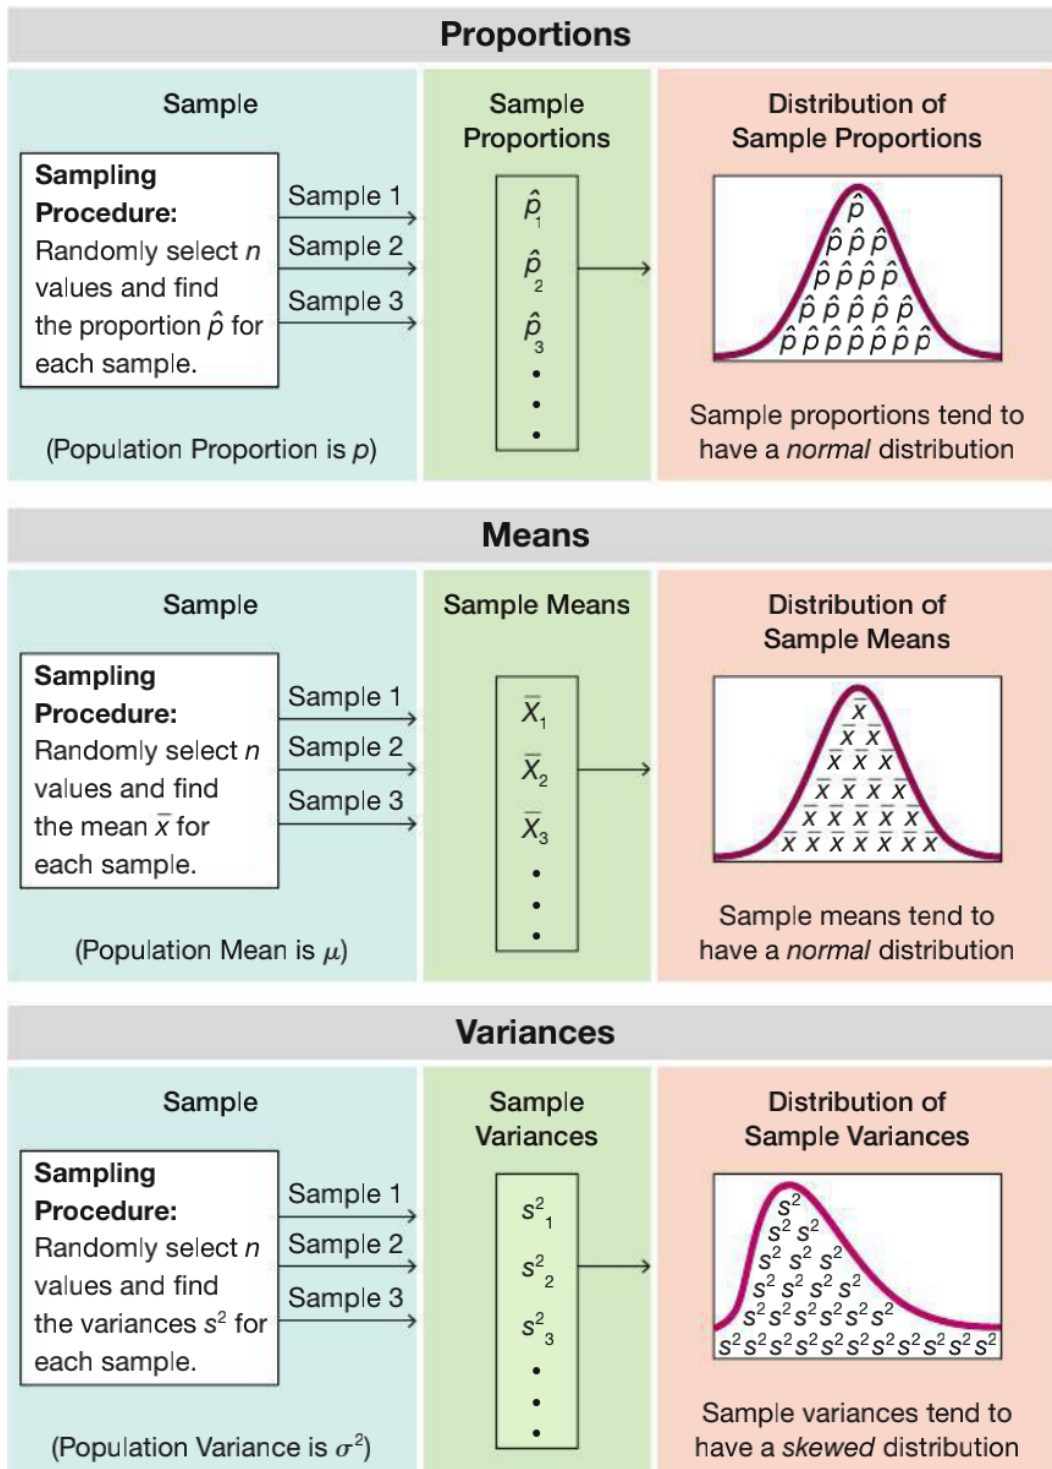 Proportions
Sample
Sampling
Procedure:
Randomly select n
values and find
the proportion p̂ for
each sample.
Sample 1
Sample 2
Sample 3
(Population Proportion is p)
Sample
Proportions
p̂₁
p̂₂
p̂₃
•
•
•
Distribution of
Sample Proportions
p̂
p̂ p̂ p̂
p̂ p̂ p̂ p̂
p̂ p̂ p̂ p̂ p̂ p̂
p̂ p̂ p̂ p̂ p̂ p̂ p̂
Sample proportions tend to
have a normal distribution
Means
Sample
Sampling
Procedure:
Randomly select n
values and find
the mean x̄ for
each sample.
Sample 1
Sample 2
Sample 3
(Population Mean is μ)
Sample Means
X̄₁
X̄₂
X̄₃
•
•
•
Distribution of
Sample Means
x̄
x̄ x̄
x̄ x̄ x̄
x̄ x̄ x̄ x̄
x̄ x̄ x̄ x̄ x̄
x̄ x̄ x̄ x̄ x̄ x̄ x̄
Sample means tend to
have a normal distribution
Variances
Sample
Sampling
Procedure:
Randomly select n
values and find
the variances s² for
each sample.
Sample 1
Sample 2
Sample 3
(Population Variance is σ²)
Sample
Variances
s²₁
s²₂
s²₃
•
•
•
Distribution of
Sample Variances
s²
s² s²
s² s² s²
s² s² s² s²
s² s² s² s² s² s²
s² s² s² s² s² s² s² s² s² s² s²
Sample variances tend to
have a skewed distribution